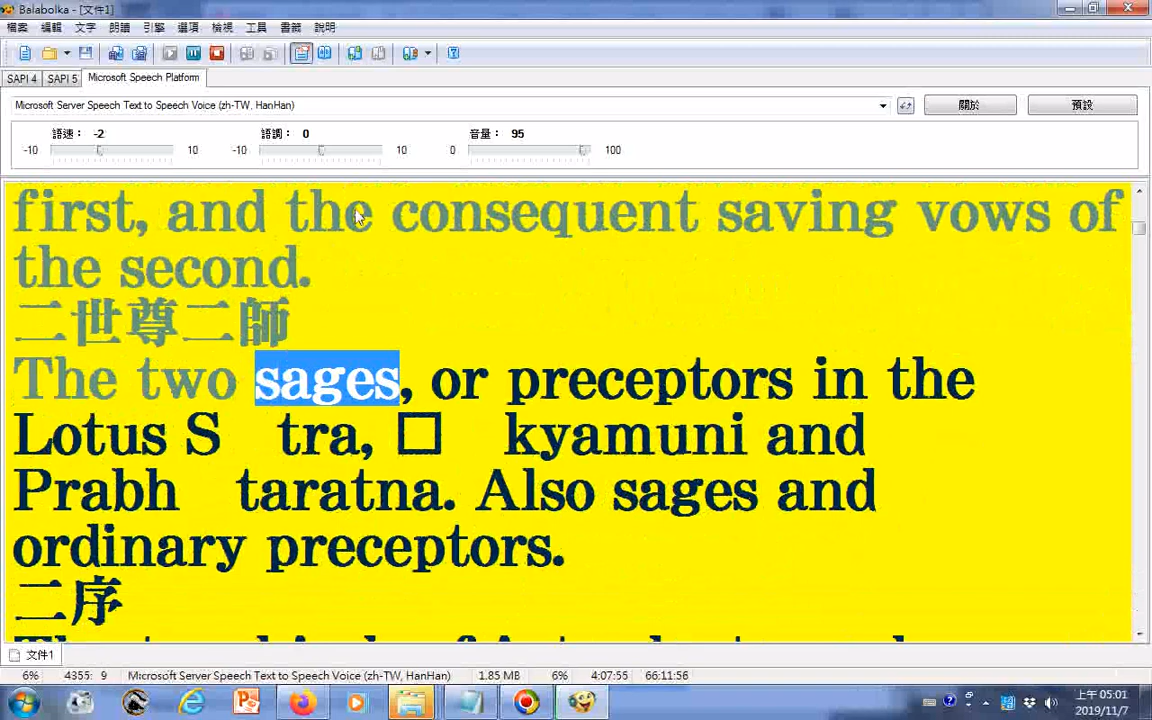 Balabolka - [文件1]
檔案 編輯 文字 朗讀 引擎 選項 檢視 工具 書籤 說明
SAPI 4 SAPI 5 Microsoft Speech Platform
Microsoft Server Speech Text to Speech Voice (zh-TW, HanHan) 關於 預設
語速： -2 語調： 0 音量： 95
-10 10 -10 10 0 100
first, and the consequent saving vows of
the second.
二世尊二師
The two sages, or preceptors in the
Lotus S tra, □ kyamuni and
Prabh taratna. Also sages and
ordinary preceptors.
二序
文件1
6% 4355: 9 Microsoft Server Speech Text to Speech Voice (zh-TW, HanHan) 1.85 MB 6% 4:07:55 66:11:56
上午 05:01
2019/11/7